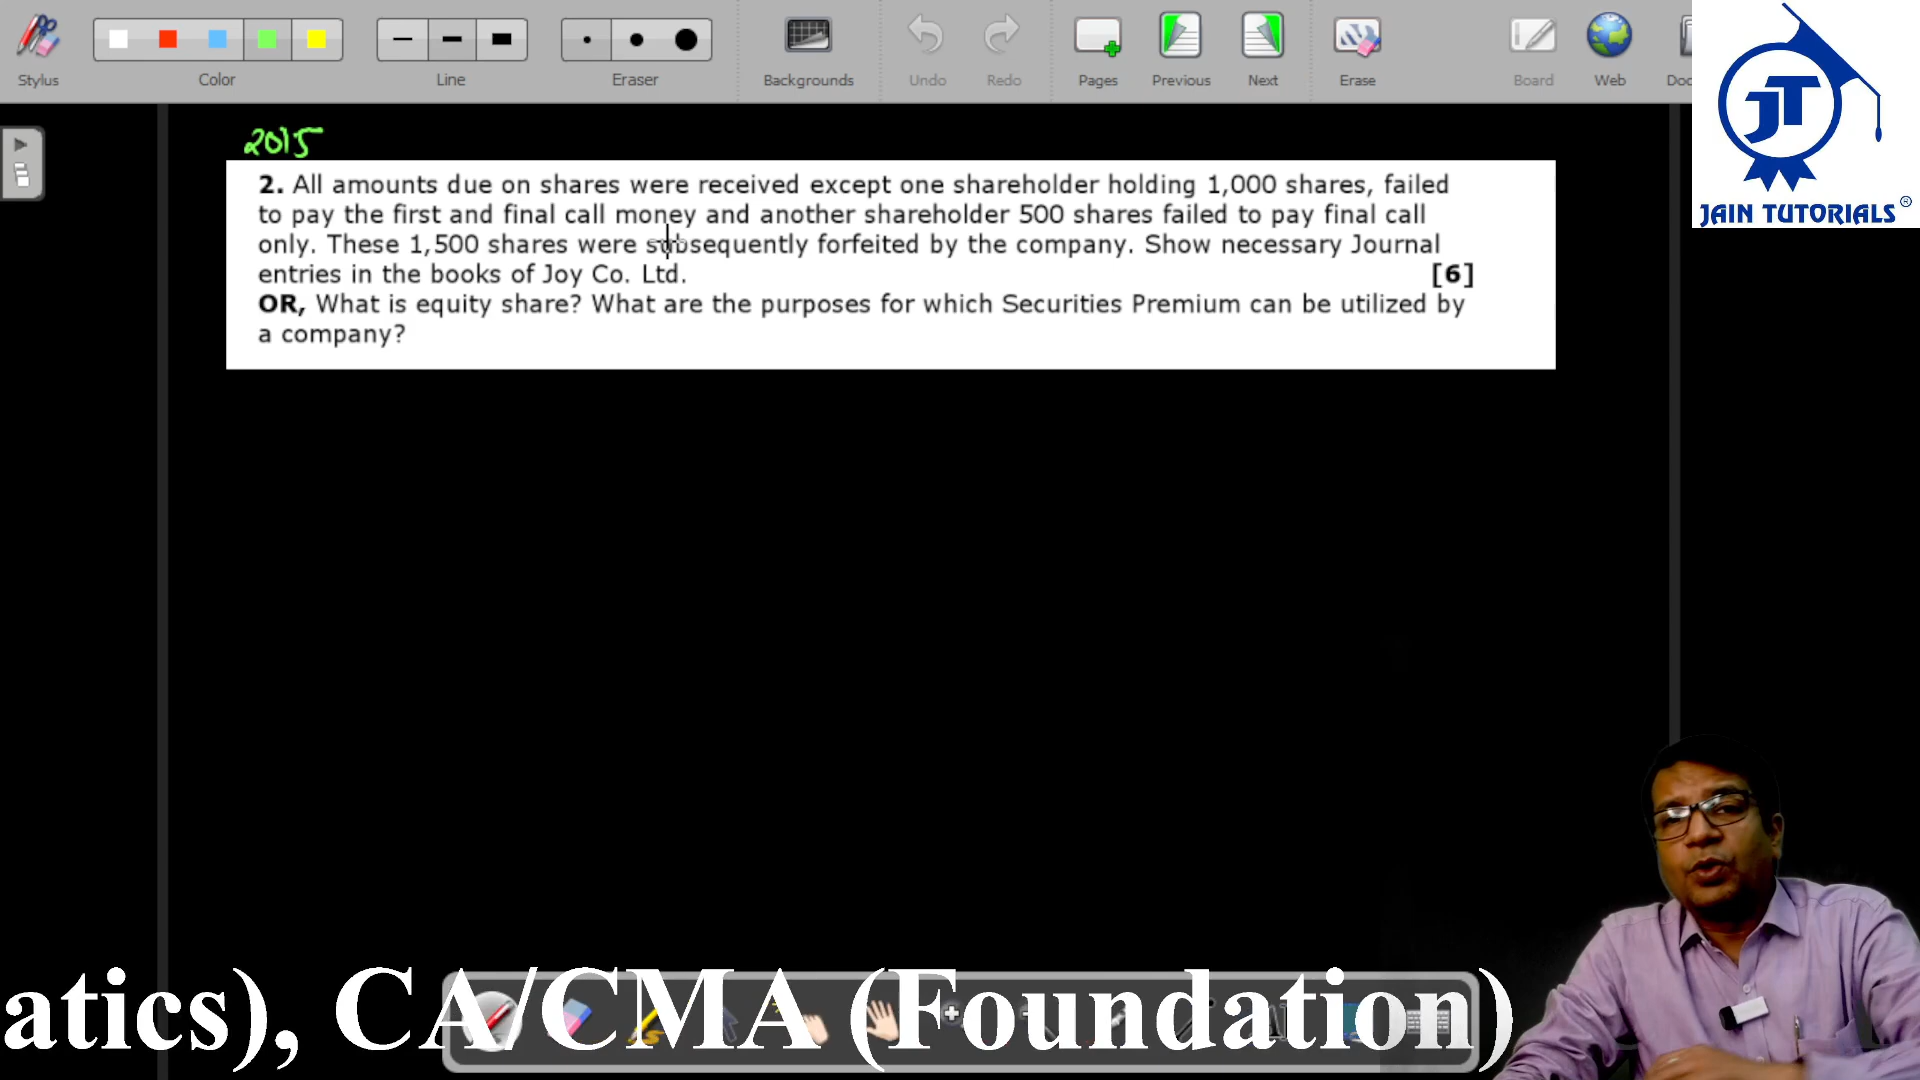 Stylus
Color
Line
Eraser
Backgrounds
Undo
Redo
Pages
Previous
Next
Erase
Board
Web
Doc
JT
JAIN TUTORIALS®
2015
2. All amounts due on shares were received except one shareholder holding 1,000 shares, failed
to pay the first and final call money and another shareholder 500 shares failed to pay final call
only. These 1,500 shares were subsequently forfeited by the company. Show necessary Journal
entries in the books of Joy Co. Ltd. [6]
OR, What is equity share? What are the purposes for which Securities Premium can be utilized by
a company?
atics), CA/CMA (Foundation)